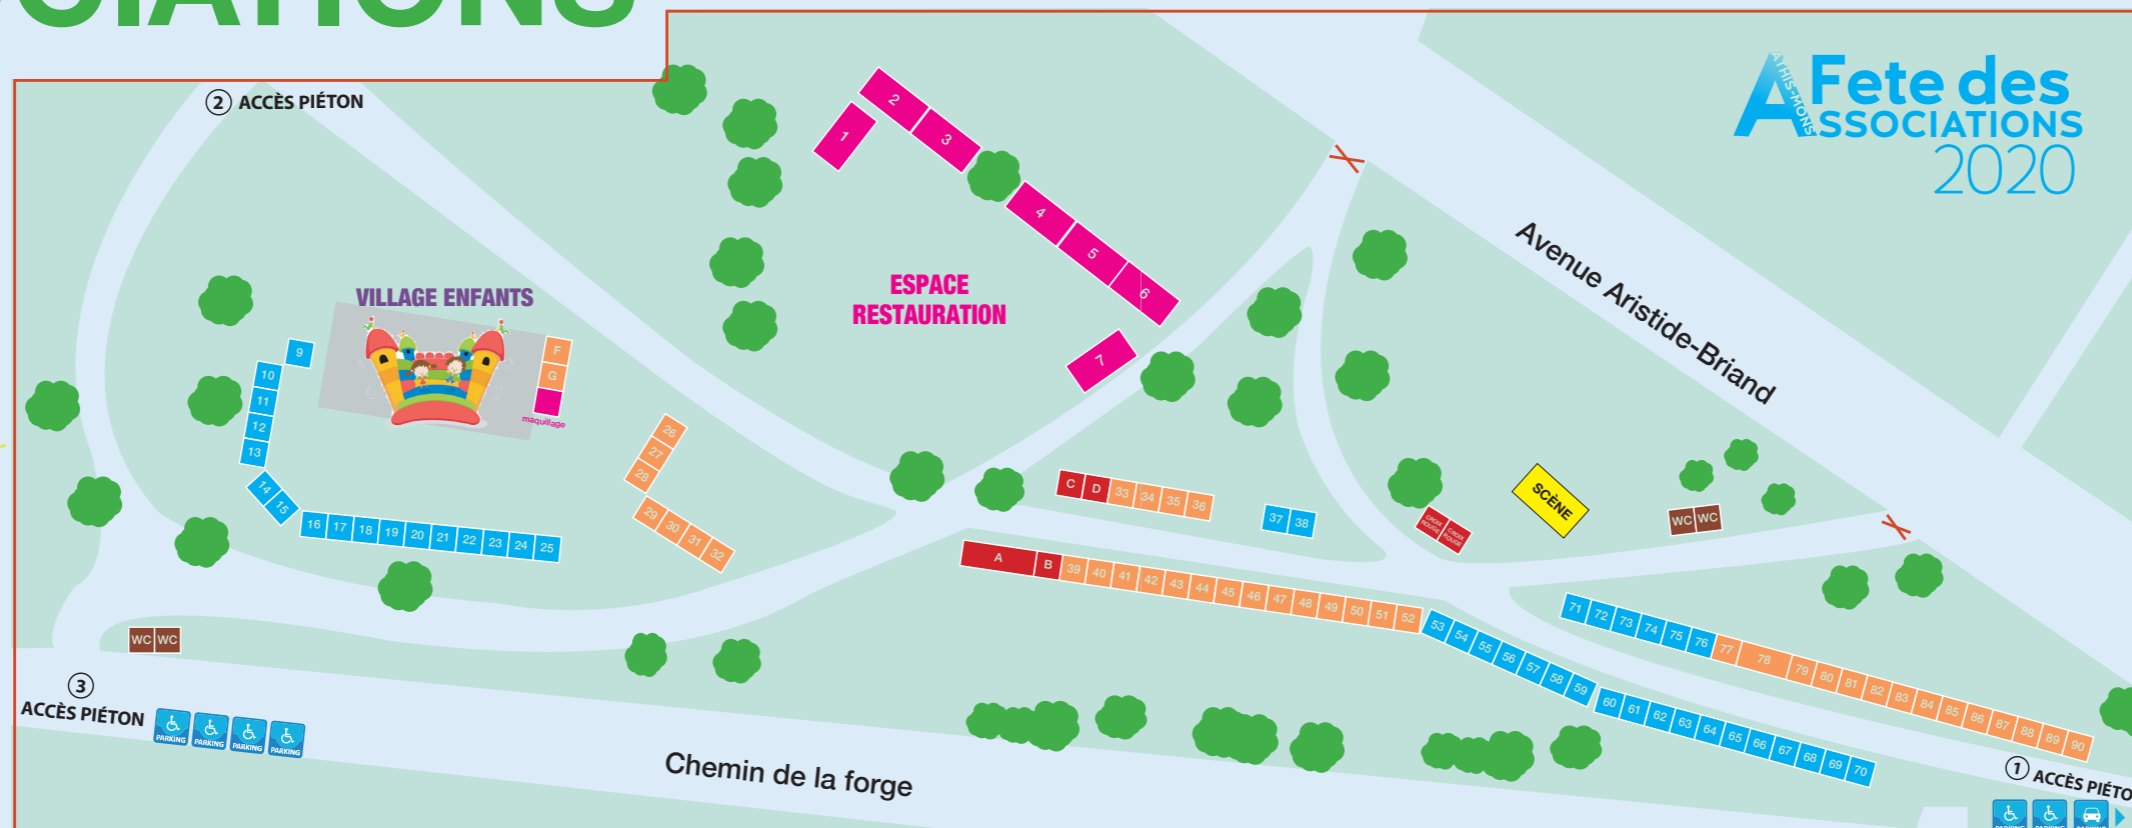 CIATIONS
② ACCÈS PIÉTON
ATHIS-MONS
Fete des
ASSOCIATIONS
2020
1
2
3
4
5
6
7
ESPACE
RESTAURATION
Avenue Aristide-Briand
VILLAGE ENFANTS
F
G
maquillage
9
10
11
12
13
14
15
16 17 18 19 20 21 22 23 24 25
26
27
28
29 30 31 32
C D 33 34 35 36
37 38
CROIX ROUGE CROIX ROUGE
SCÈNE
WC WC
A B 39 40 41 42 43 44 45 46 47 48 49 50 51 52
53 54 55 56 57 58 59
60 61 62 63 64 65 66 67 68 69 70
71 72 73 74 75 76 77 78 79 80 81 82 83 84 85 86 87 88 89 90
WC WC
③
ACCÈS PIÉTON
PARKING PARKING PARKING PARKING
Chemin de la forge
① ACCÈS PIÉTO